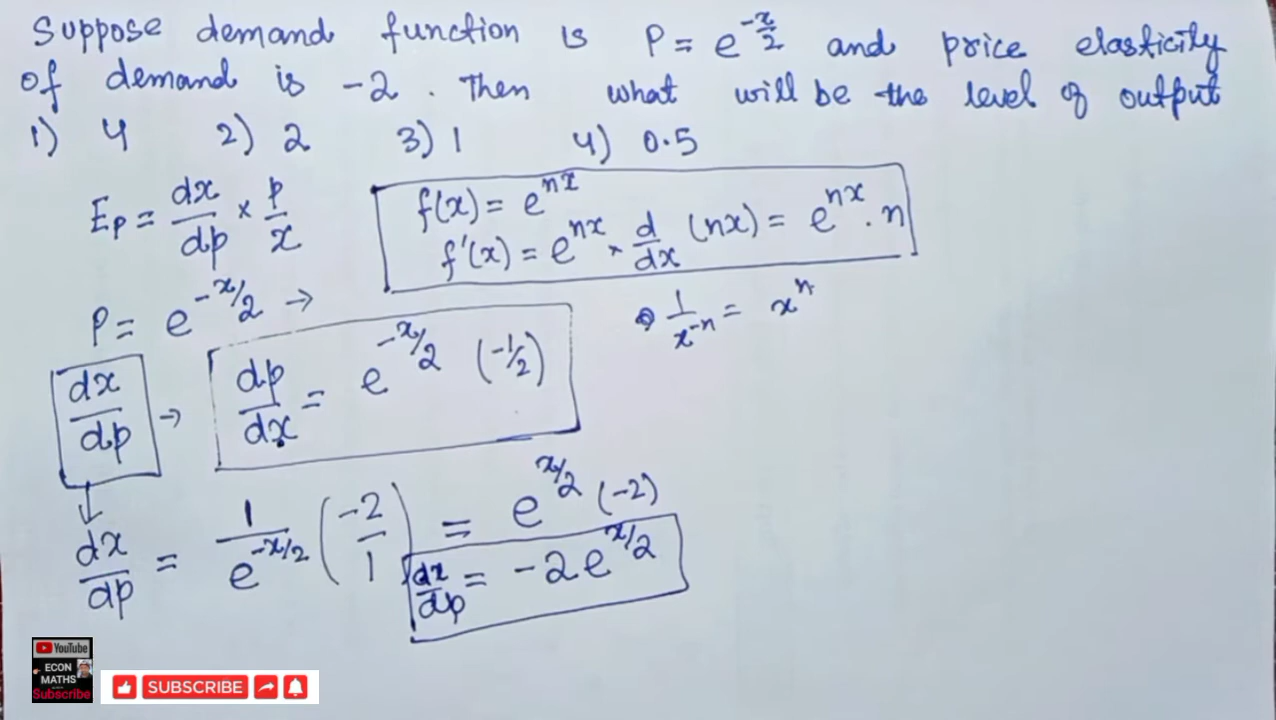 Suppose demand function is P = e^{-x/2} and price elasticity
of demand is -2. Then what will be the level of output
1) 4 2) 2 3) 1 4) 0.5
Ep = dx/dp × p/x
f(x) = e^{nx}
f'(x) = e^{nx} × d/dx (nx) = e^{nx} . n
P = e^{-x/2} →
1/x^{-n} = x^n
dx/dp → dp/dx = e^{-x/2} (-1/2)
dx/dp = 1/e^{-x/2} (-2/1) = e^{x/2} (-2)
dx/dp = -2e^{x/2}
YouTube
ECON
MATHS
Subscribe
SUBSCRIBE